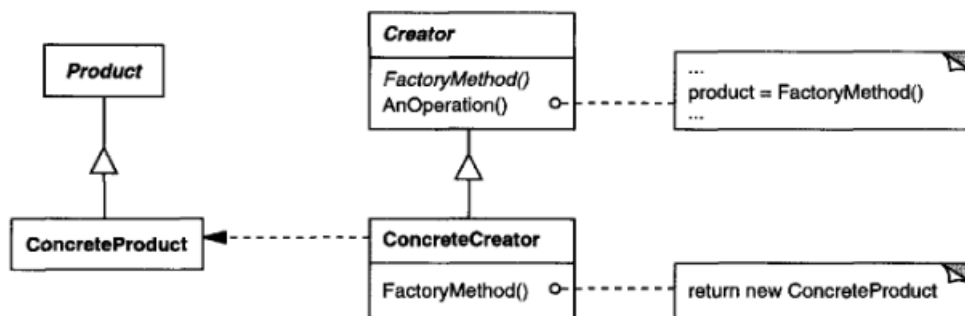 Product
Creator
FactoryMethod()
AnOperation()
...
product = FactoryMethod()
...
ConcreteProduct
ConcreteCreator
FactoryMethod()
return new ConcreteProduct